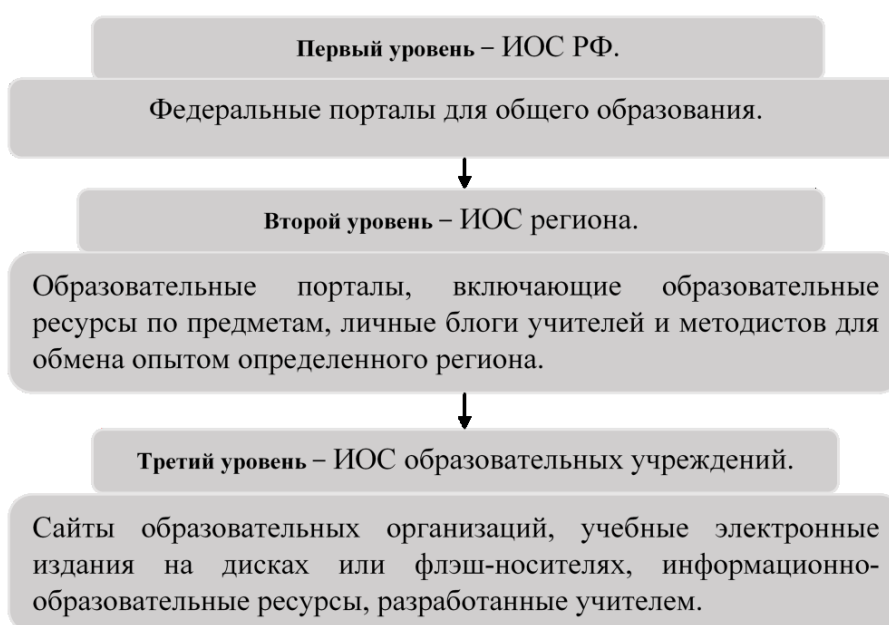 Первый уровень – ИОС РФ.
Федеральные порталы для общего образования.
Второй уровень – ИОС региона.
Образовательные порталы, включающие образовательные
ресурсы по предметам, личные блоги учителей и методистов для
обмена опытом определенного региона.
Третий уровень – ИОС образовательных учреждений.
Сайты образовательных организаций, учебные электронные
издания на дисках или флэш-носителях, информационно-
образовательные ресурсы, разработанные учителем.